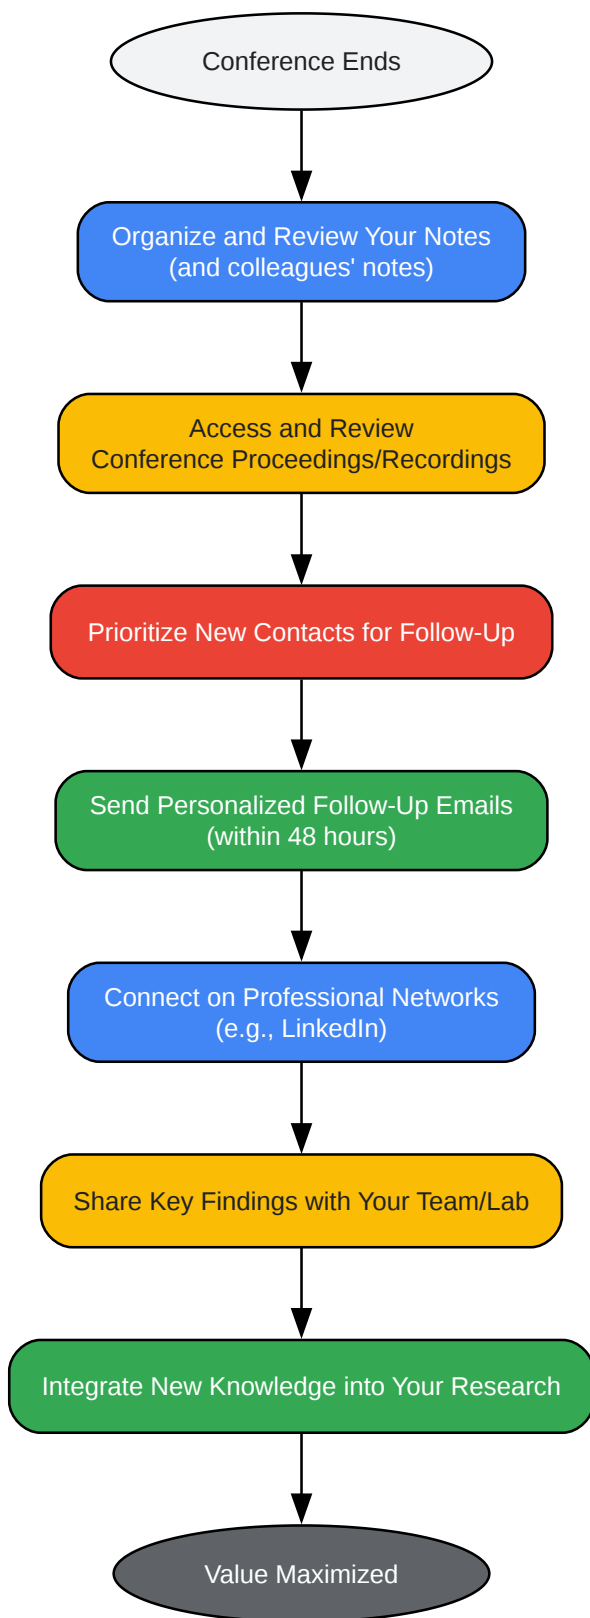 Conference Ends
Organize and Review Your Notes
(and colleagues' notes)
Access and Review
Conference Proceedings/Recordings
Prioritize New Contacts for Follow-Up
Send Personalized Follow-Up Emails
(within 48 hours)
Connect on Professional Networks
(e.g., LinkedIn)
Share Key Findings with Your Team/Lab
Integrate New Knowledge into Your Research
Value Maximized